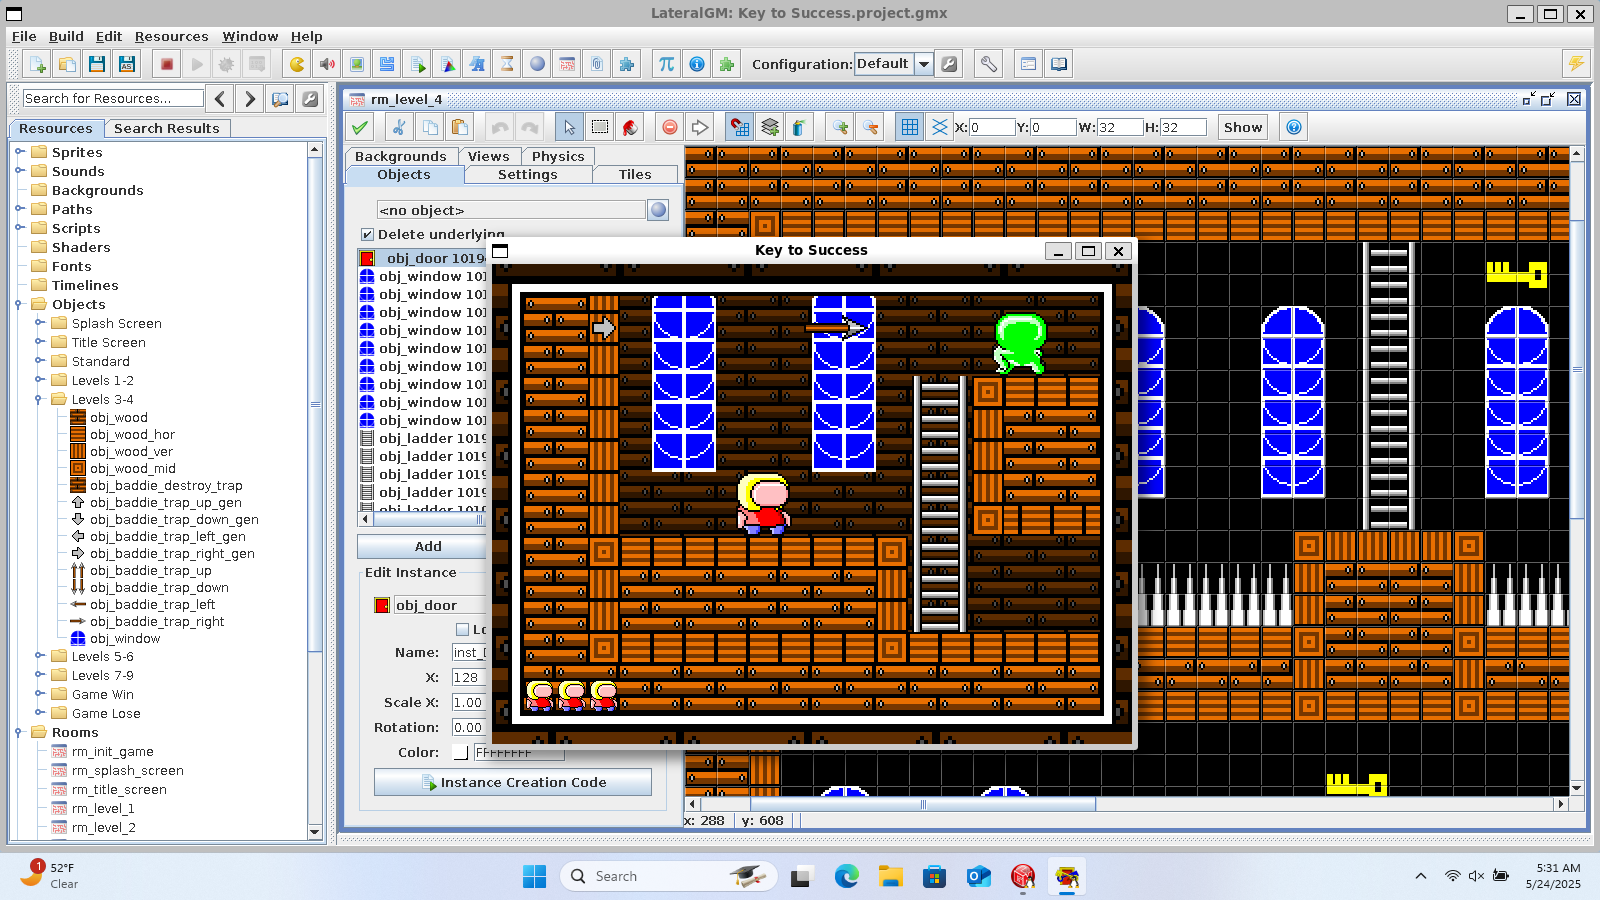 LateralGM: Key to Success.project.gmx
File Build Edit Resources Window Help
Configuration: Default
Search for Resources...
Resources Search Results
Sprites
Sounds
Backgrounds
Paths
Scripts
Shaders
Fonts
Timelines
Objects
Splash Screen
Title Screen
Standard
Levels 1-2
Levels 3-4
obj_wood
obj_wood_hor
obj_wood_ver
obj_wood_mid
obj_baddie_destroy_trap
obj_baddie_trap_up_gen
obj_baddie_trap_down_gen
obj_baddie_trap_left_gen
obj_baddie_trap_right_gen
obj_baddie_trap_up
obj_baddie_trap_down
obj_baddie_trap_left
obj_baddie_trap_right
obj_window
Levels 5-6
Levels 7-9
Game Win
Game Lose
Rooms
rm_init_game
rm_splash_screen
rm_title_screen
rm_level_1
rm_level_2
rm_level_4
X: 0 Y: 0 W: 32 H: 32 Show
Backgrounds Views Physics
Objects Settings Tiles
<no object>
Delete underlying
obj_door 1019
obj_window 101
obj_window 101
obj_window 101
obj_window 101
obj_window 101
obj_window 101
obj_window 101
obj_window 101
obj_window 101
obj_ladder 1019
obj_ladder 1019
obj_ladder 1019
obj_ladder 1019
obj_ladder 1019
Add
Edit Instance
obj_door
Lo
Name: inst_
X: 128
Scale X: 1.00
Rotation: 0.00
Color: FFFFFFFF
Instance Creation Code
Key to Success
x: 288 y: 608
1
52°F
Clear
Search
5:31 AM
5/24/2025